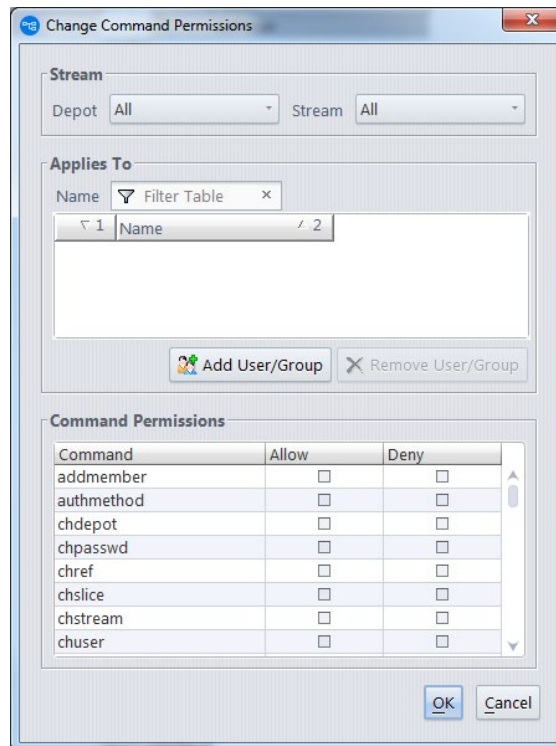 Change Command Permissions
Stream
Depot All Stream All
Applies To
Name Filter Table
1 Name 2
Add User/Group Remove User/Group
Command Permissions
Command Allow Deny
addmember
authmethod
chdepot
chpasswd
chref
chslice
chstream
chuser
OK Cancel